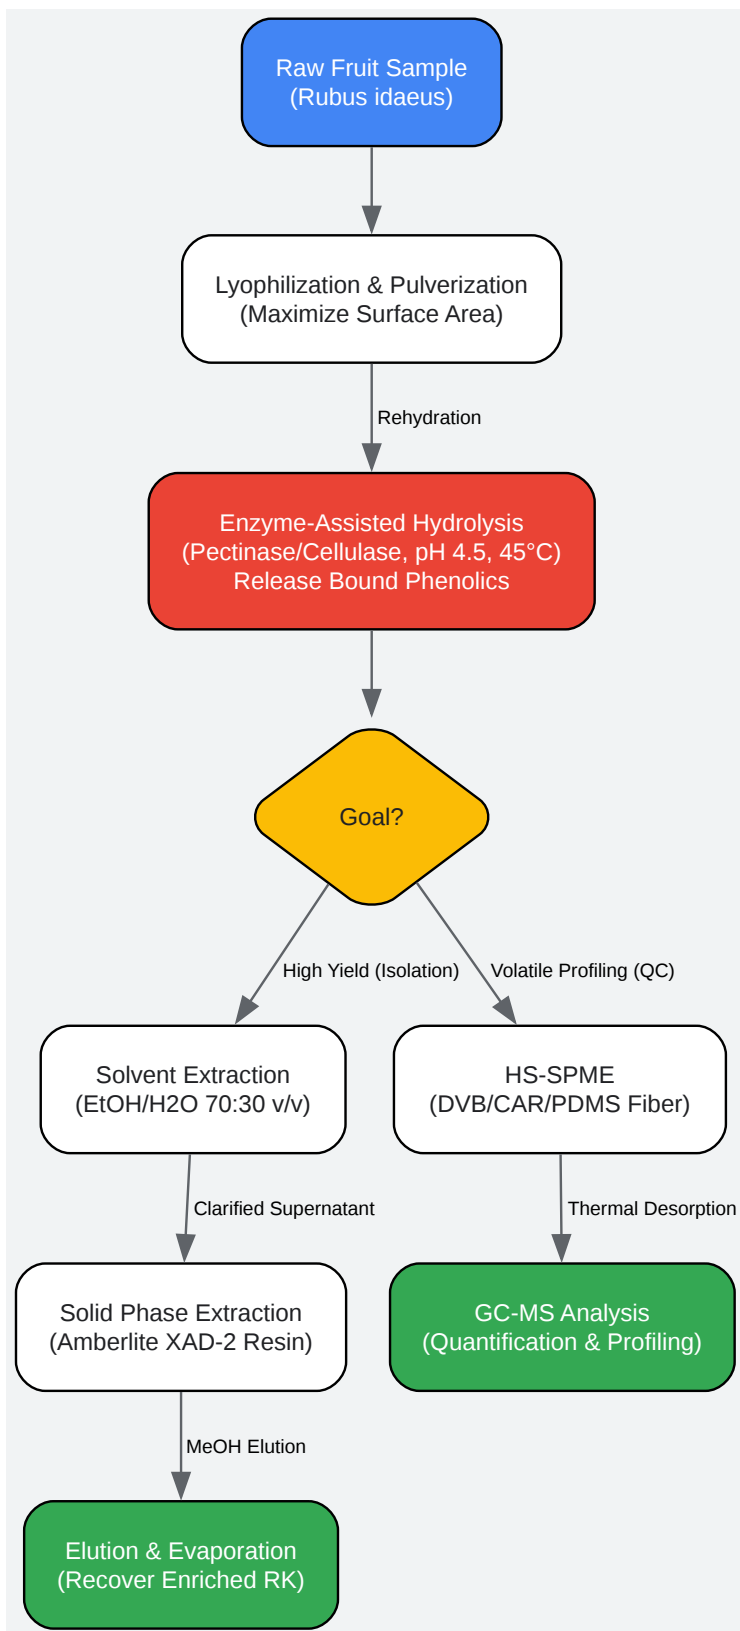 Raw Fruit Sample
(Rubus idaeus)
Lyophilization & Pulverization
(Maximize Surface Area)
Rehydration
Enzyme-Assisted Hydrolysis
(Pectinase/Cellulase, pH 4.5, 45°C)
Release Bound Phenolics
Goal?
High Yield (Isolation)
Volatile Profiling (QC)
Solvent Extraction
(EtOH/H2O 70:30 v/v)
HS-SPME
(DVB/CAR/PDMS Fiber)
Clarified Supernatant
Thermal Desorption
Solid Phase Extraction
(Amberlite XAD-2 Resin)
GC-MS Analysis
(Quantification & Profiling)
MeOH Elution
Elution & Evaporation
(Recover Enriched RK)